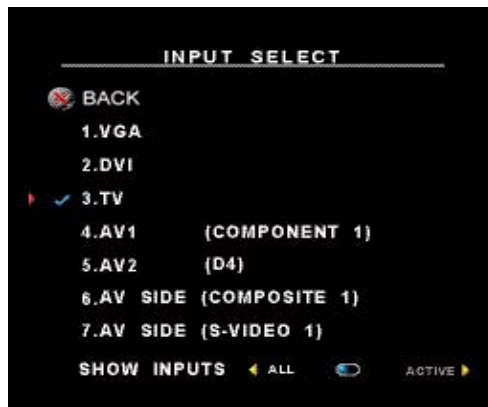 INPUT SELECT
BACK
1.VGA
2.DVI
3.TV
4.AV1 (COMPONENT 1)
5.AV2 (D4)
6.AV SIDE (COMPOSITE 1)
7.AV SIDE (S-VIDEO 1)
SHOW INPUTS ALL ACTIVE